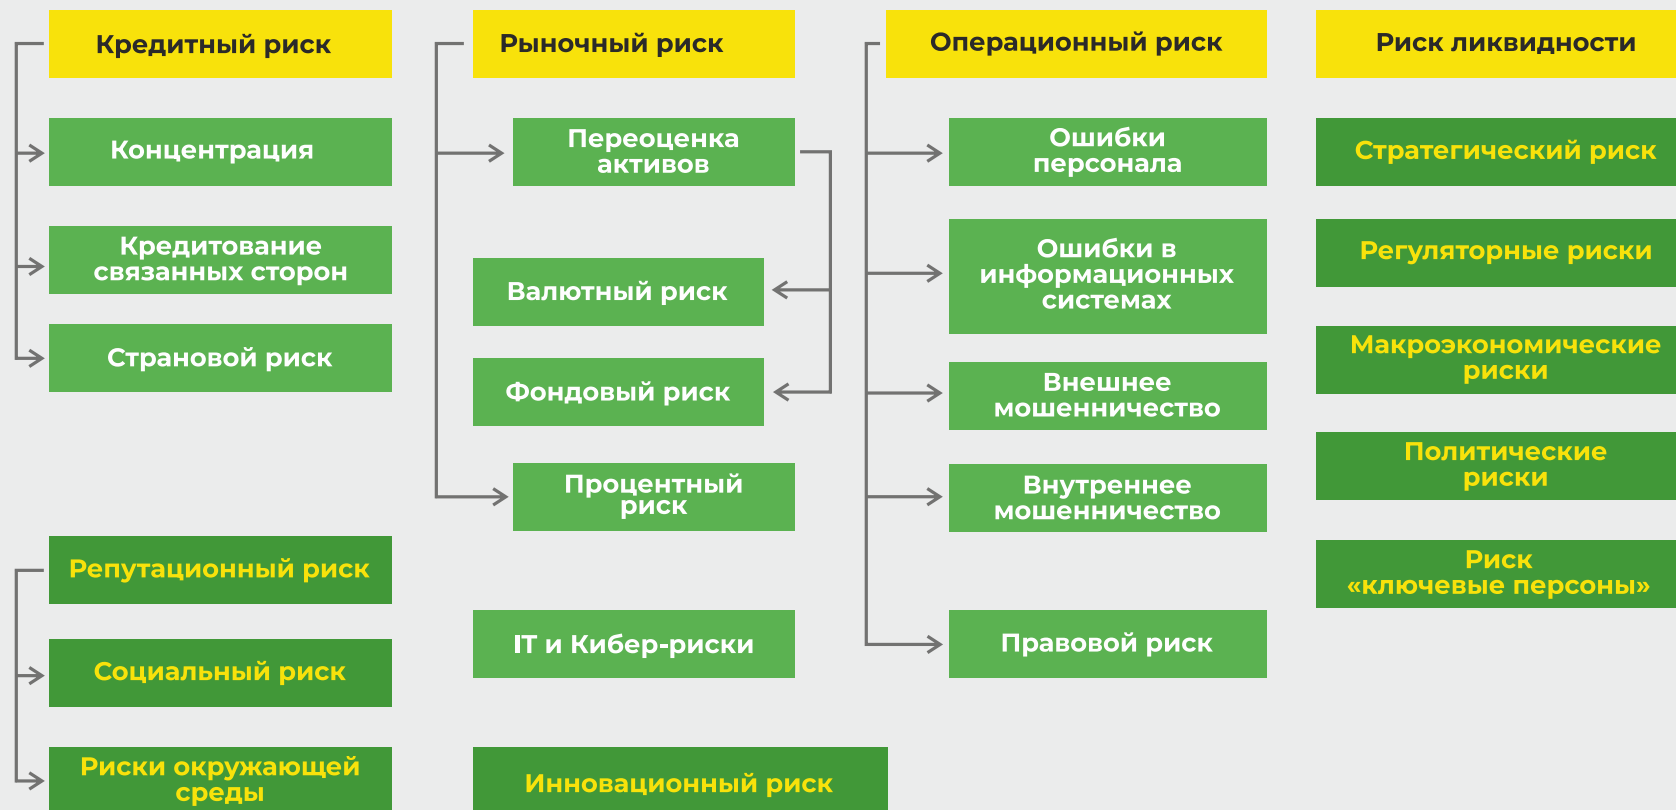 Кредитный риск
Концентрация
Кредитование
связанных сторон
Страновой риск
Репутационный риск
Социальный риск
Риски окружающей
среды
Рыночный риск
Переоценка
активов
Валютный риск
Фондовый риск
Процентный
риск
IT и Кибер-риски
Инновационный риск
Операционный риск
Ошибки
персонала
Ошибки в
информационных
системах
Внешнее
мошенничество
Внутреннее
мошенничество
Правовой риск
Риск ликвидности
Стратегический риск
Регуляторные риски
Макроэкономические
риски
Политические
риски
Риск
«ключевые персоны»